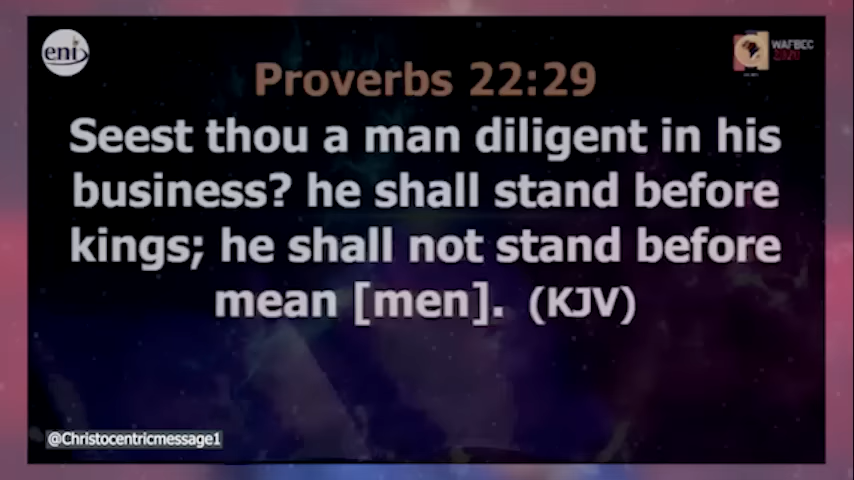 eni
WAFBEC
2020
Proverbs 22:29
Seest thou a man diligent in his
business? he shall stand before
kings; he shall not stand before
mean [men]. (KJV)
@Christocentricmessage1